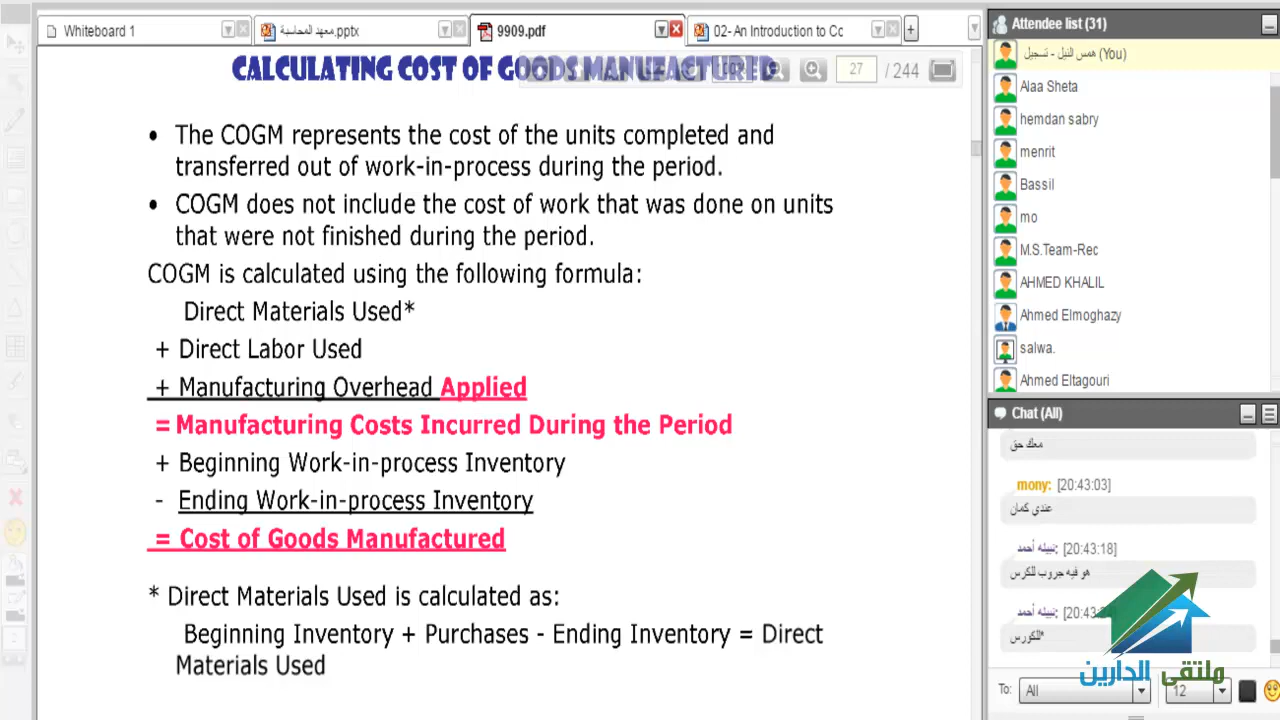 Whiteboard 1
معهد المحاسبة.pptx
9909.pdf
02- An Introduction to Cc
CALCULATING COST OF GOODS MANUFACTURED
27 / 244
• The COGM represents the cost of the units completed and
transferred out of work-in-process during the period.
• COGM does not include the cost of work that was done on units
that were not finished during the period.
COGM is calculated using the following formula:
Direct Materials Used*
+ Direct Labor Used
+ Manufacturing Overhead Applied
= Manufacturing Costs Incurred During the Period
+ Beginning Work-in-process Inventory
- Ending Work-in-process Inventory
= Cost of Goods Manufactured
* Direct Materials Used is calculated as:
Beginning Inventory + Purchases - Ending Inventory = Direct
Materials Used
Attendee list (31)
همس النيل - تسجيل (You)
Alaa Sheta
hemdan sabry
menrit
Bassil
mo
M.S.Team-Rec
AHMED KHALIL
Ahmed Elmoghazy
salwa.
Ahmed Eltagouri
Chat (All)
معاك حق
mony: [20:43:03]
عندي كمان
نبيله أحمد: [20:43:18]
هو فيه جروب للكرس
نبيله أحمد: [20:43:
للكورس*
ملتقى الدارين
To: All
12